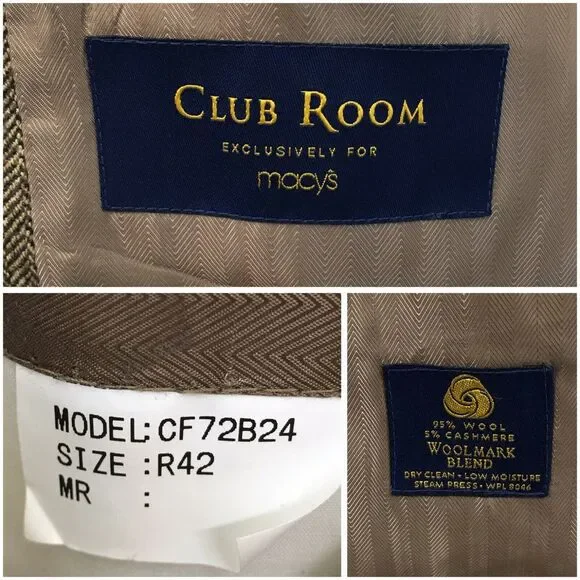 CLUB ROOM
EXCLUSIVELY FOR
macy's
MODEL:CF72B24
SIZE :R42
MR :
95% WOOL
5% CASHMERE
WOOLMARK
BLEND
DRY CLEAN • LOW MOISTURE
STEAM PRESS • WPL 9046